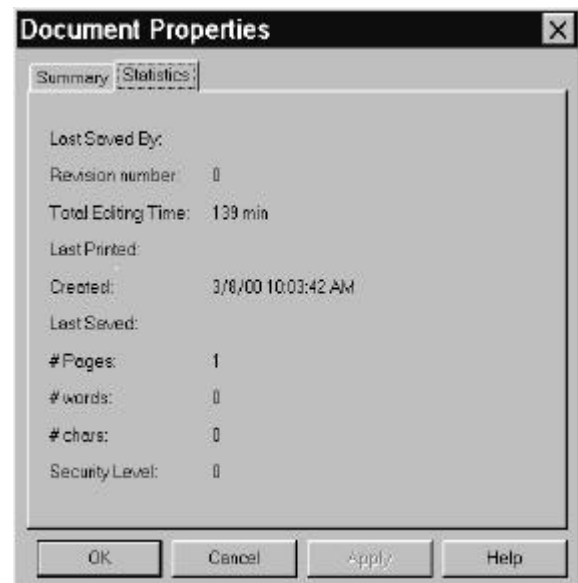 Document Properties
Summary Statistics
Last Saved By:
Revision number: 0
Total Editing Time: 139 min
Last Printed:
Created: 3/8/00 10:03:42 AM
Last Saved:
# Pages: 1
# words: 0
# chars: 0
Security Level: 0
OK Cancel Apply Help